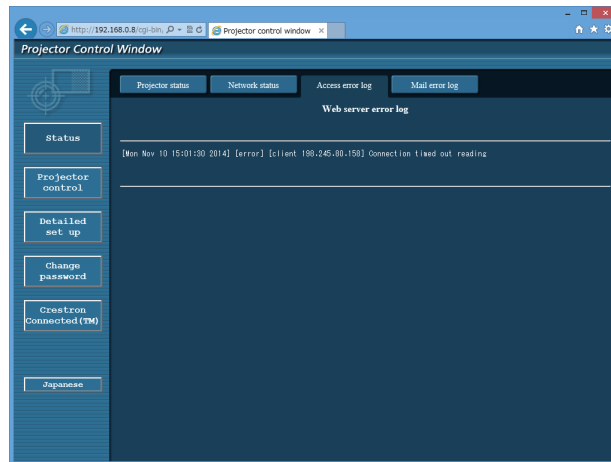 http://192.168.0.8/cgi-bin,
Projector control window
Projector Control Window
Projector status
Network status
Access error log
Mail error log
Web server error log
Status
[Mon Nov 10 15:01:30 2014] [error] [client 198.245.80.158] Connection timed out reading
Projector
control
Detailed
set up
Change
password
Crestron
Connected(TM)
Japanese